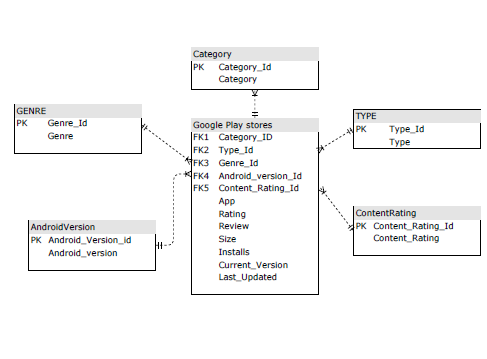 Category
PK Category_Id
Category
GENRE
PK Genre_Id
Genre
Google Play stores
FK1 Category_ID
FK2 Type_Id
FK3 Genre_Id
FK4 Android_version_Id
FK5 Content_Rating_Id
App
Rating
Review
Size
Installs
Current_Version
Last_Updated
TYPE
PK Type_Id
Type
AndroidVersion
PK Android_Version_id
Android_version
ContentRating
PK Content_Rating_Id
Content_Rating